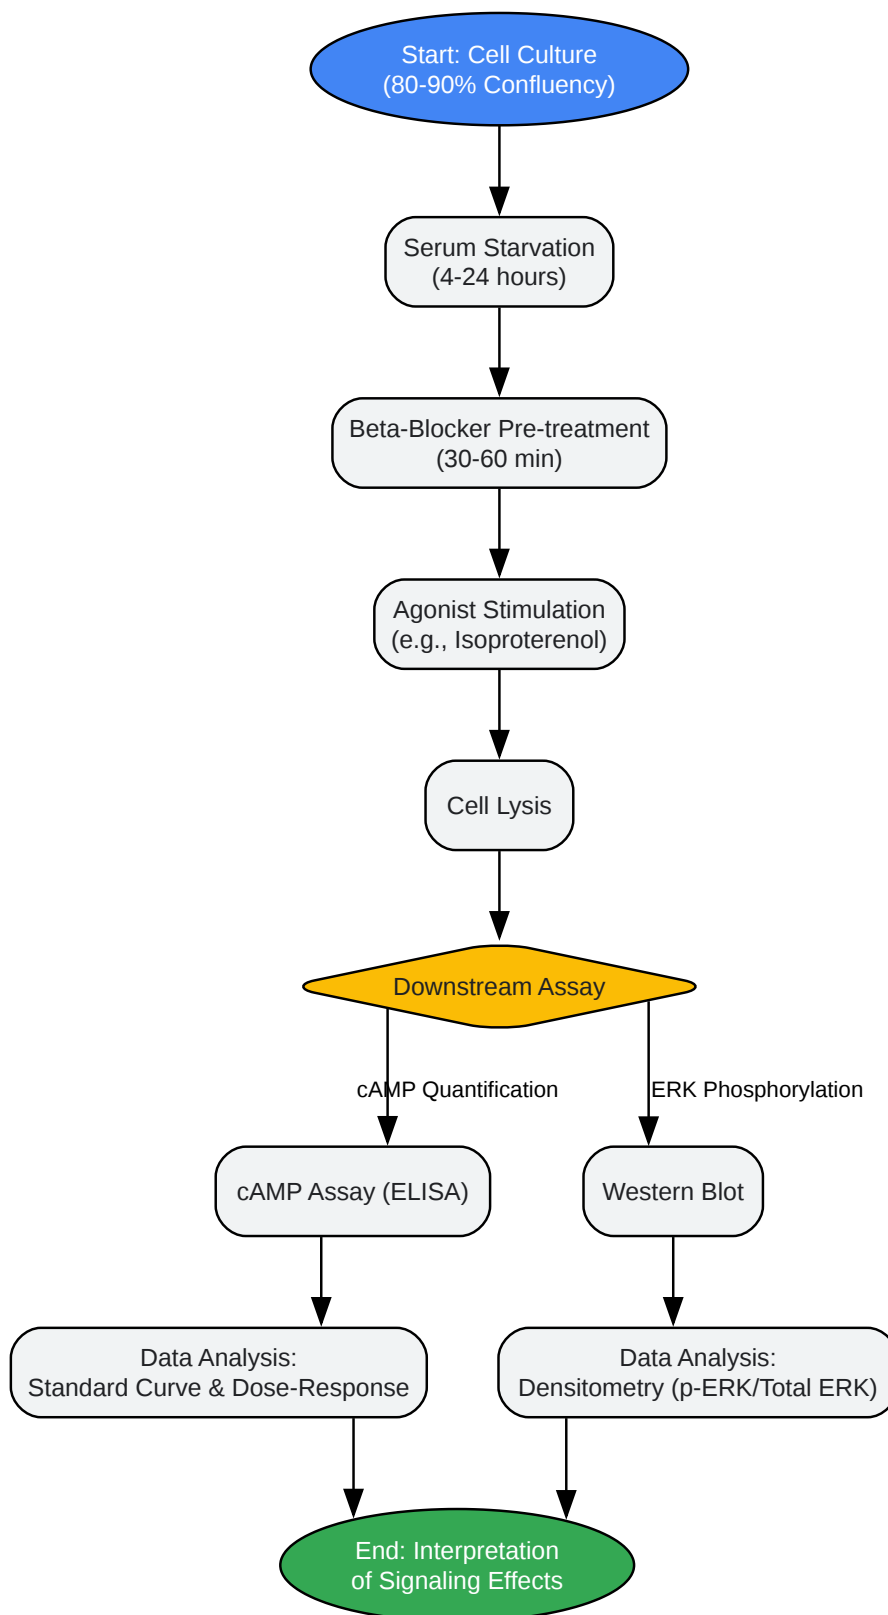 Start: Cell Culture
(80-90% Confluency)
Serum Starvation
(4-24 hours)
Beta-Blocker Pre-treatment
(30-60 min)
Agonist Stimulation
(e.g., Isoproterenol)
Cell Lysis
Downstream Assay
cAMP Quantification
ERK Phosphorylation
cAMP Assay (ELISA)
Western Blot
Data Analysis:
Standard Curve & Dose-Response
Data Analysis:
Densitometry (p-ERK/Total ERK)
End: Interpretation
of Signaling Effects